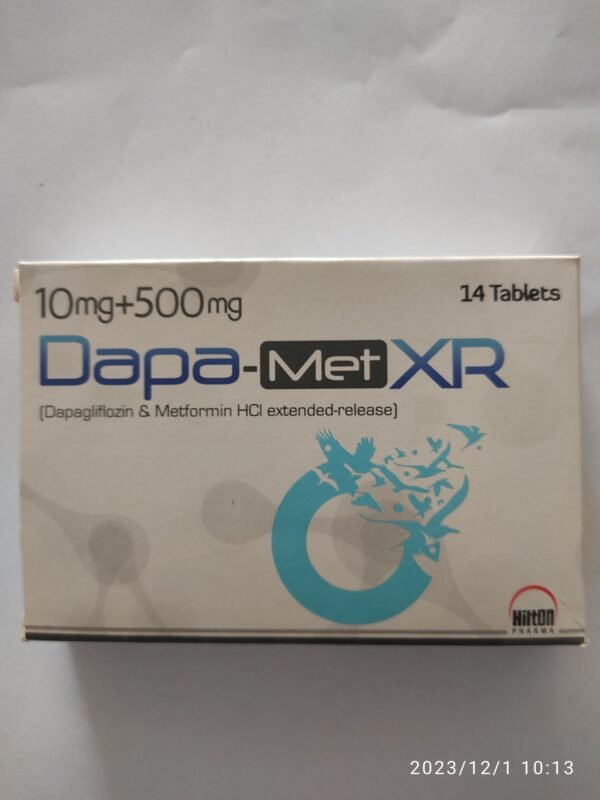 10mg+500mg
14 Tablets
Dapa-Met XR
(Dapagliflozin & Metformin HCl extended-release)
Hilton
PHARMA
2023/12/1 10:13